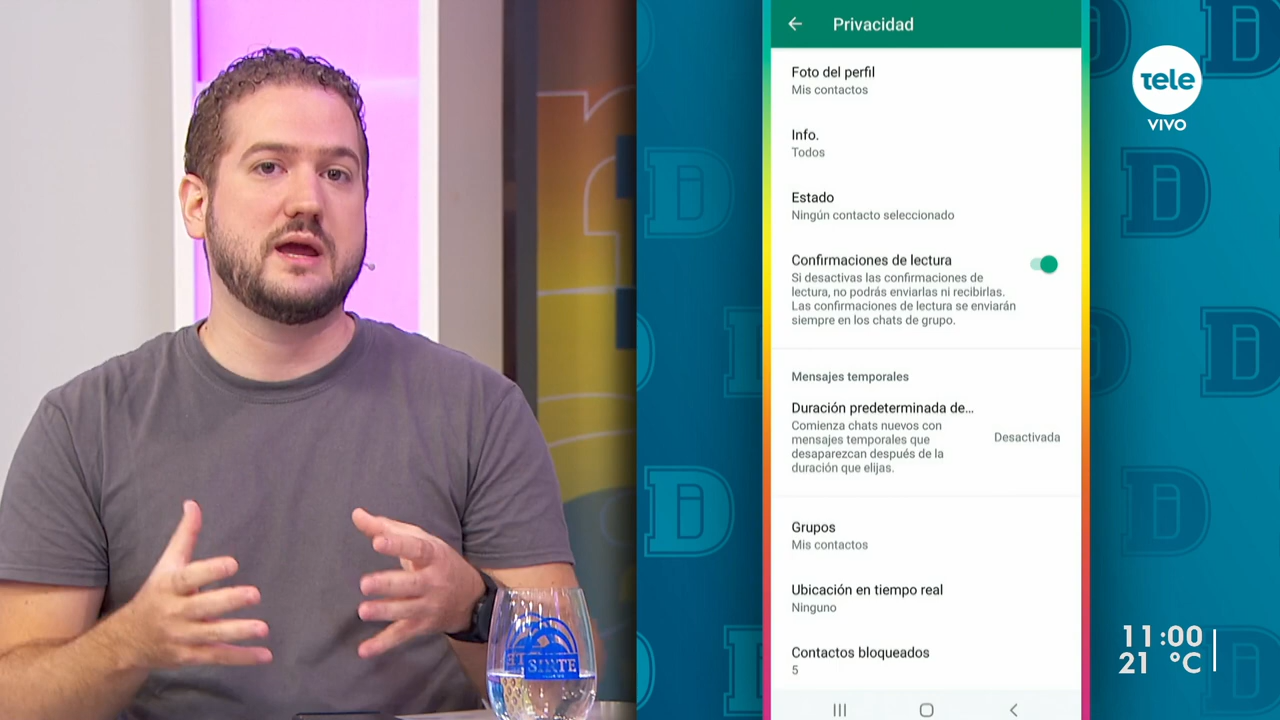 Privacidad
Foto del perfil
Mis contactos
Info.
Todos
Estado
Ningún contacto seleccionado
Confirmaciones de lectura
Si desactivas las confirmaciones de
lectura, no podrás enviarlas ni recibirlas.
Las confirmaciones de lectura se enviarán
siempre en los chats de grupo.
Mensajes temporales
Duración predeterminada de...
Comienza chats nuevos con
mensajes temporales que
desaparezcan después de la
duración que elijas.
Desactivada
Grupos
Mis contactos
Ubicación en tiempo real
Ninguno
Contactos bloqueados
5
tele
VIVO
11:00
21 °C
SIXTE